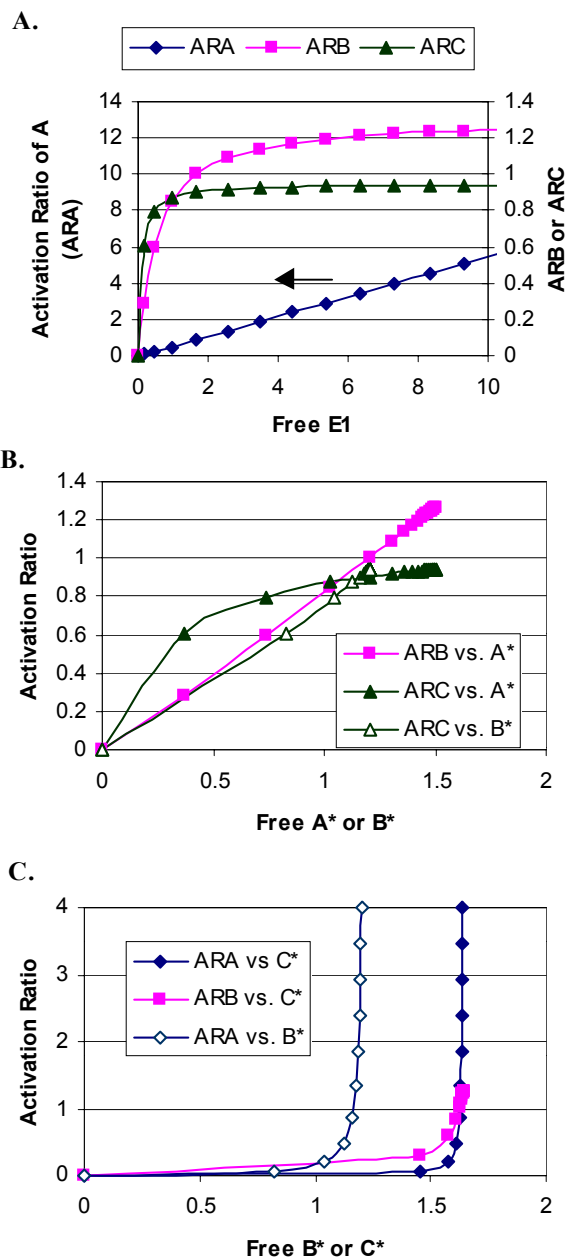 A.
ARA ARB ARC
14 1.4
12 1.2
10 1
8 0.8
6 0.6
4 0.4
2 0.2
0 0
0 2 4 6 8 10
Activation Ratio of A
(ARA)
ARB or ARC
Free E1
B.
1.4
1.2
1
0.8
0.6
0.4
0.2
0
0 0.5 1 1.5 2
Activation Ratio
ARB vs. A*
ARC vs. A*
ARC vs. B*
Free A* or B*
C.
4
3
2
1
0
0 0.5 1 1.5 2
Activation Ratio
ARA vs C*
ARB vs. C*
ARA vs. B*
Free B* or C*